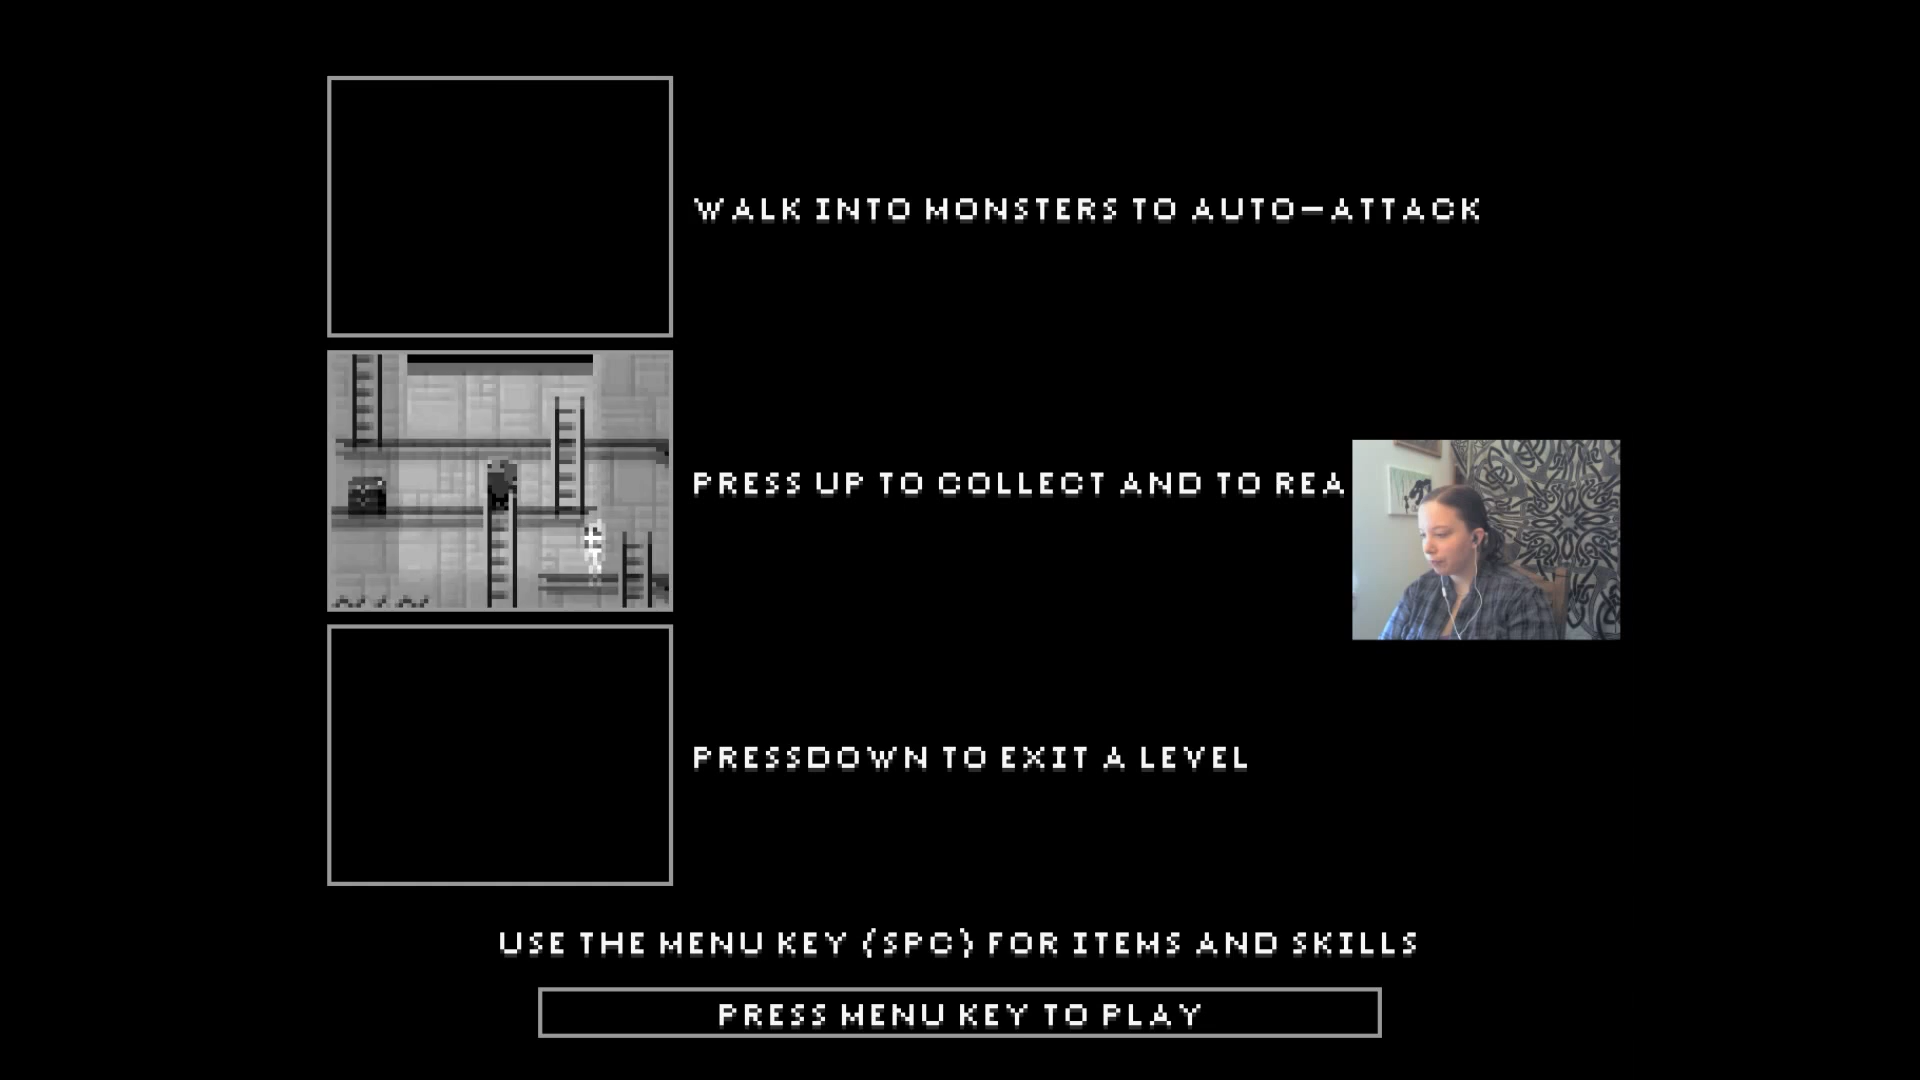 WALK INTO MONSTERS TO AUTO-ATTACK
PRESS UP TO COLLECT AND TO REA
PRESSDOWN TO EXIT A LEVEL
USE THE MENU KEY {SPC} FOR ITEMS AND SKILLS
PRESS MENU KEY TO PLAY